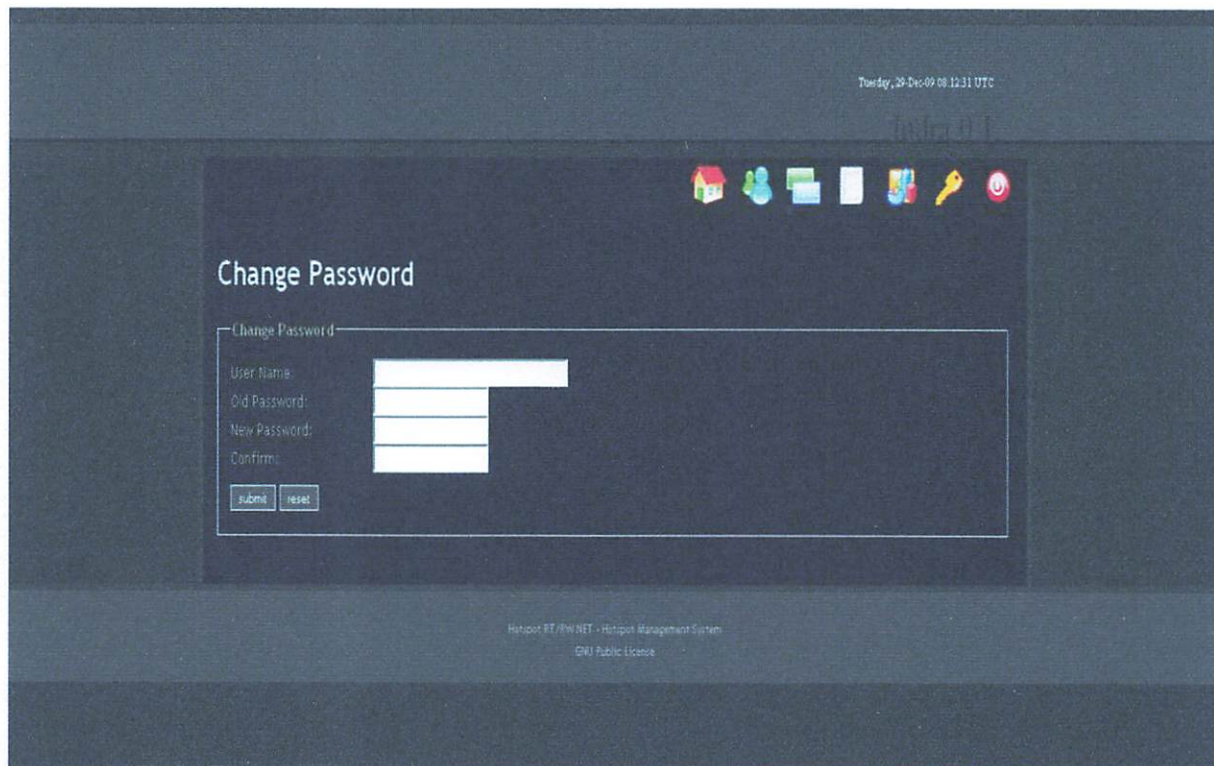 Tuesday, 29-Dec-09 08:12:31 UTC
Change Password
Change Password
User Name:
Old Password:
New Password:
Confirm:
submit reset
Hotspot RT/RW NET - Hotspot Management System
GNU Public License